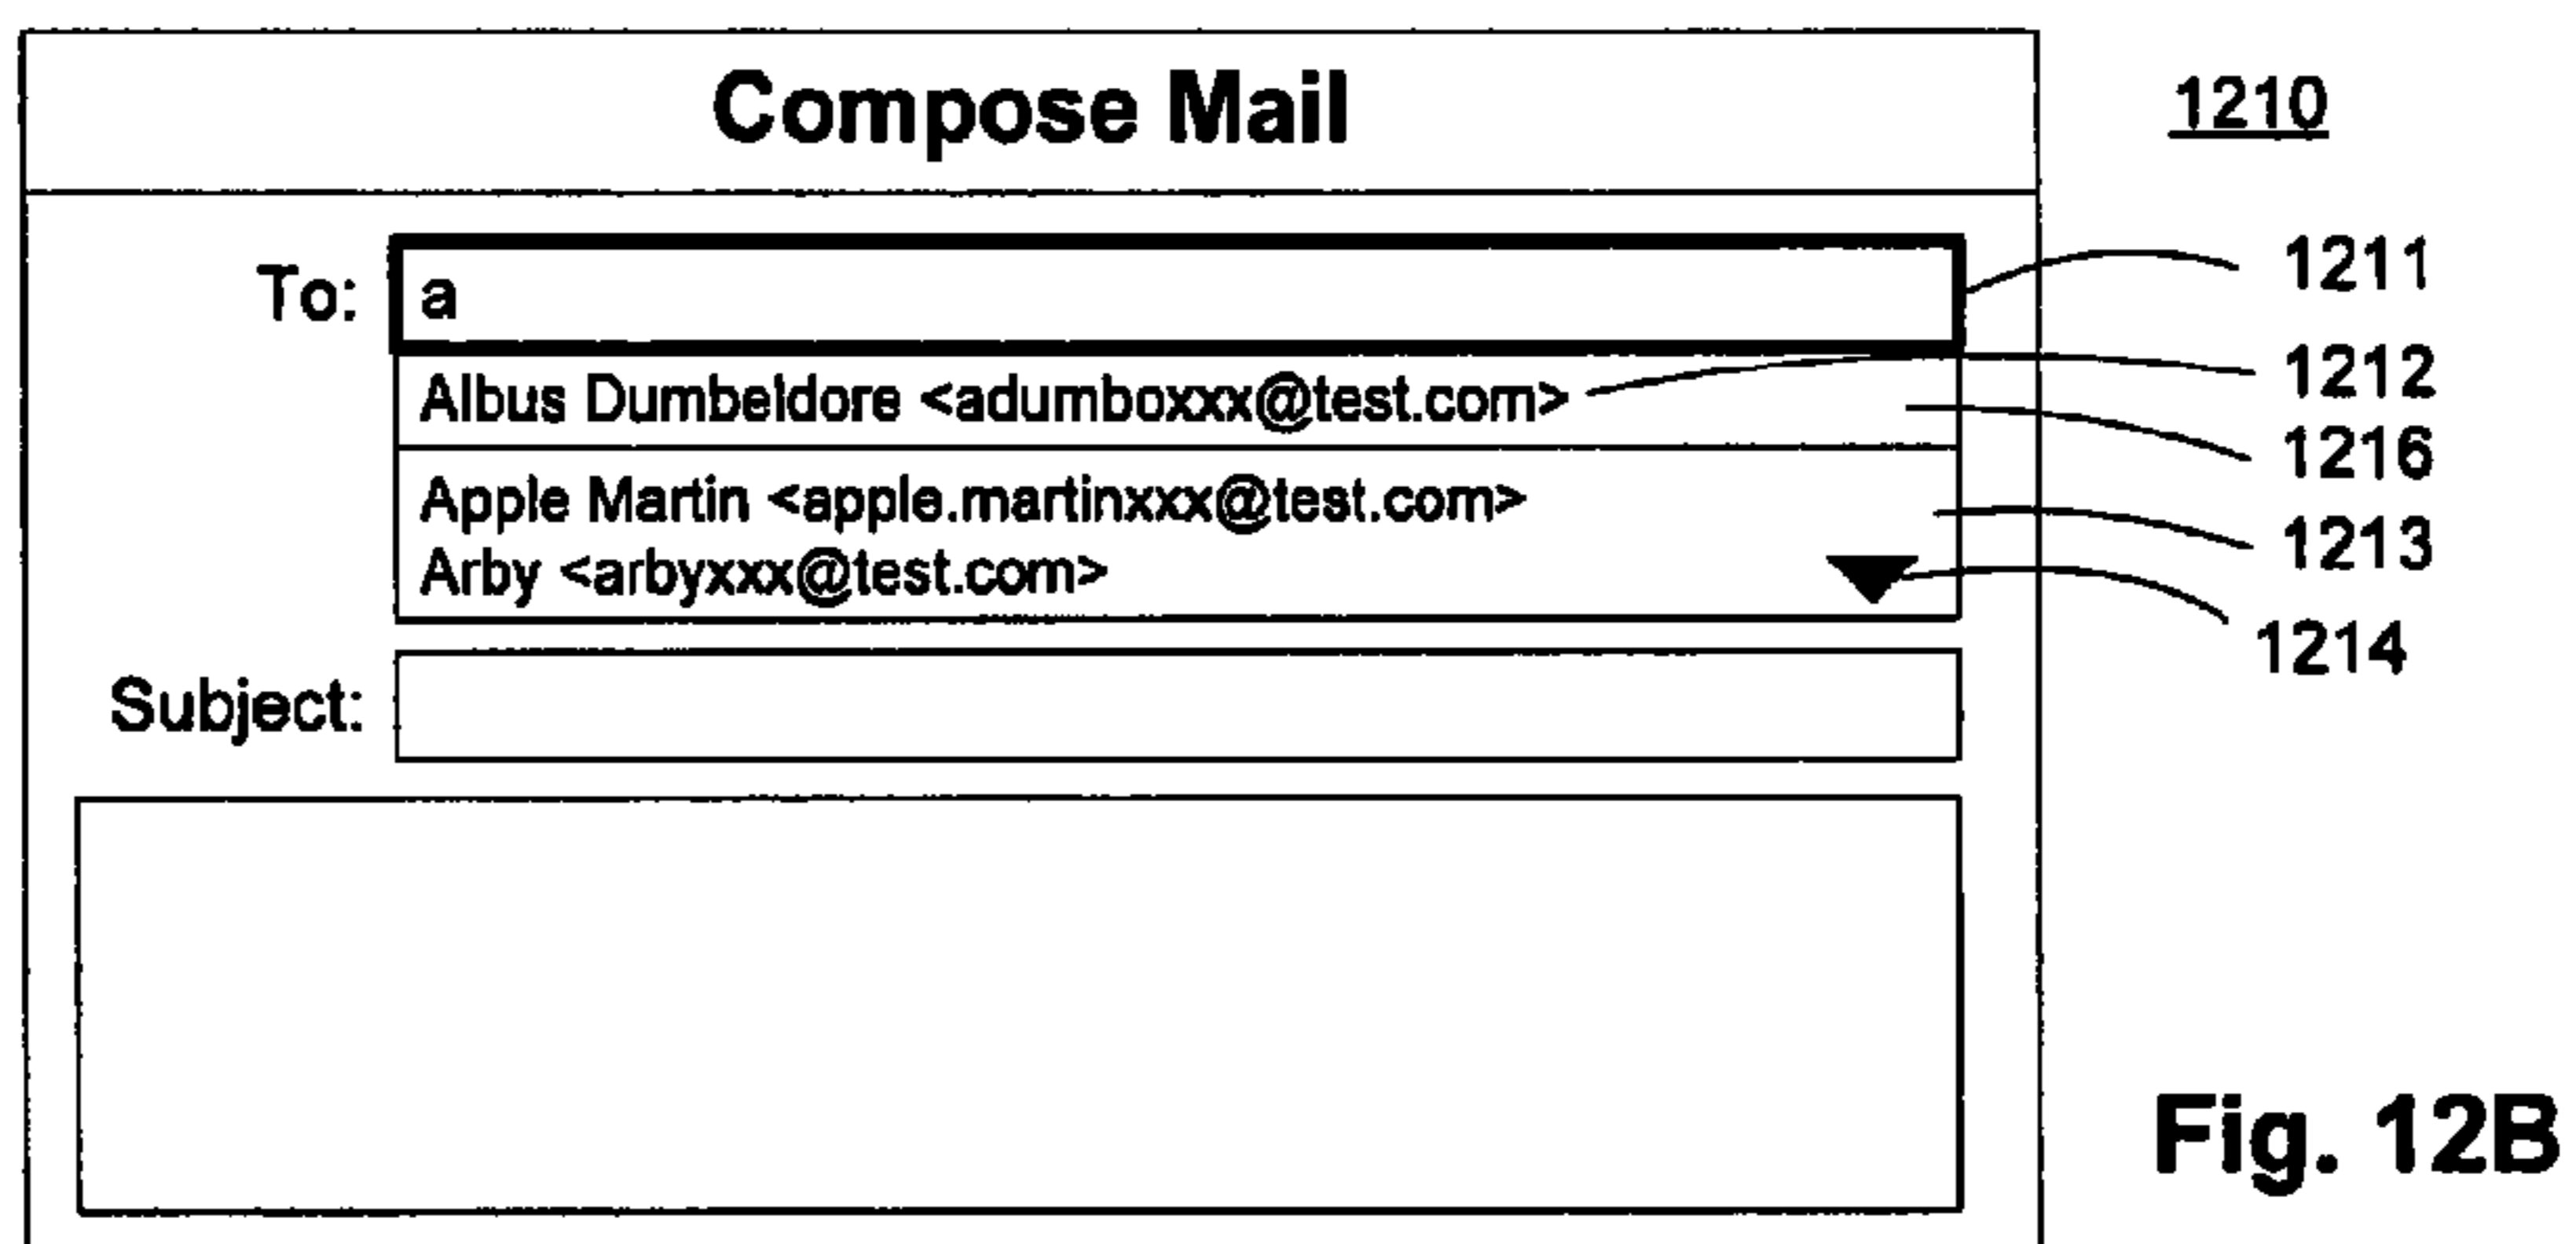 Compose Mail
1210
To: a
1211
Albus Dumbeldore <adumboxxx@test.com>
1212
1216
Apple Martin <apple.martinxxx@test.com>
1213
Arby <arbyxxx@test.com>
1214
Subject:
Fig. 12B